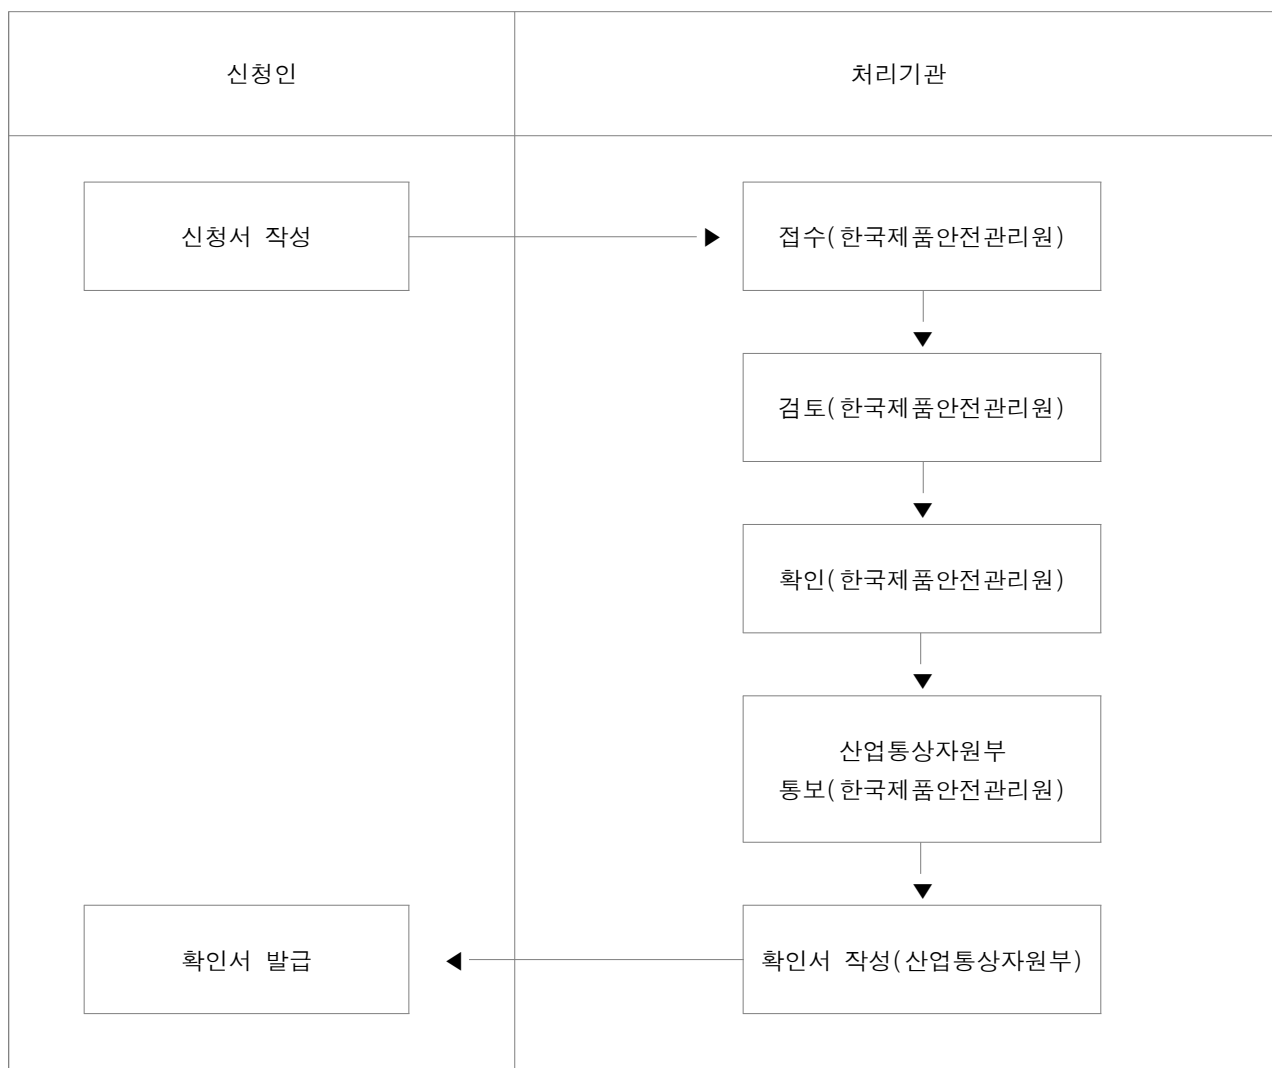 신청인
처리기관
신청서 작성
접수(한국제품안전관리원)
검토(한국제품안전관리원)
확인(한국제품안전관리원)
산업통상자원부
통보(한국제품안전관리원)
확인서 발급
확인서 작성(산업통상자원부)